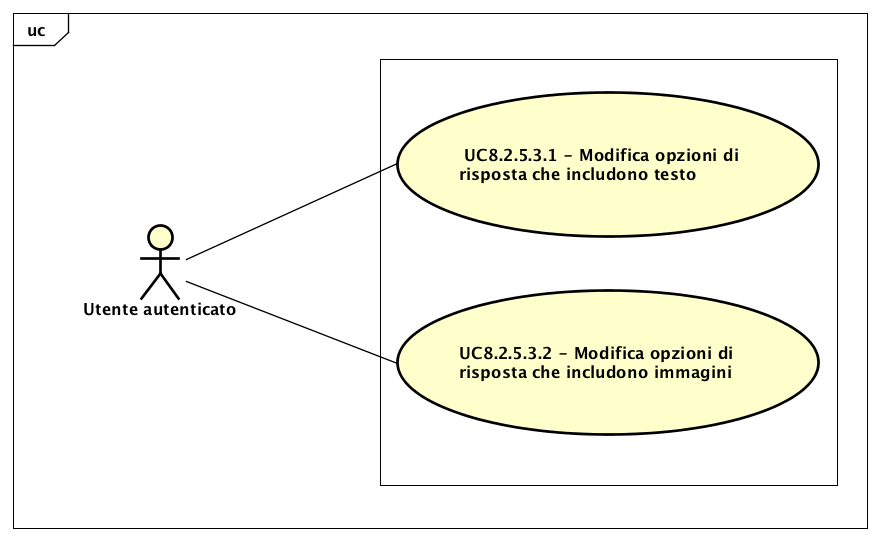 uc
UC8.2.5.3.1 – Modifica opzioni di
risposta che includono testo
Utente autenticato
UC8.2.5.3.2 – Modifica opzioni di
risposta che includono immagini